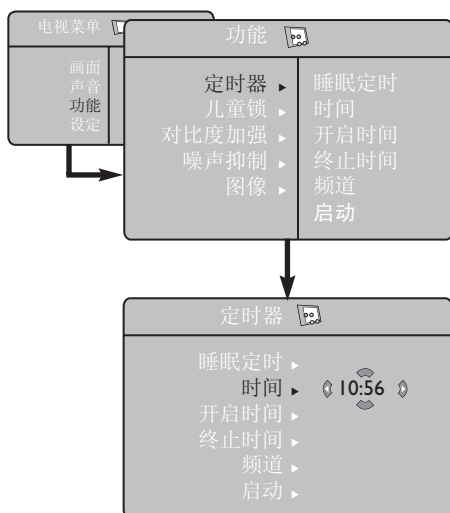 电视菜单
画面
声音
功能
设定
功能
定时器
儿童锁
对比度加强
噪声抑制
图像
睡眠定时
时间
开启时间
终止时间
频道
启动
定时器
睡眠定时
时间
10:56
开启时间
终止时间
频道
启动